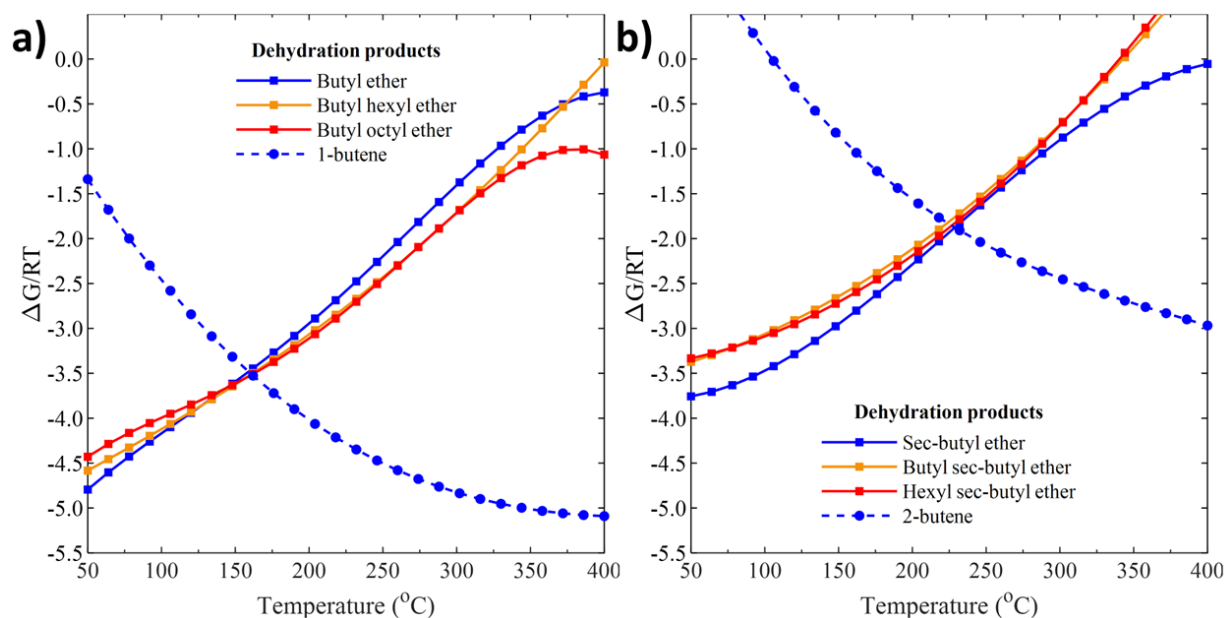 a)
Dehydration products
Butyl ether
Butyl hexyl ether
Butyl octyl ether
1-butene
0.0
-0.5
-1.0
-1.5
-2.0
-2.5
-3.0
-3.5
-4.0
-4.5
-5.0
-5.5
ΔG/RT
50 100 150 200 250 300 350 400
Temperature (°C)
b)
0.0
-0.5
-1.0
-1.5
-2.0
-2.5
-3.0
-3.5
-4.0
-4.5
-5.0
-5.5
ΔG/RT
Dehydration products
Sec-butyl ether
Butyl sec-butyl ether
Hexyl sec-butyl ether
2-butene
50 100 150 200 250 300 350 400
Temperature (°C)